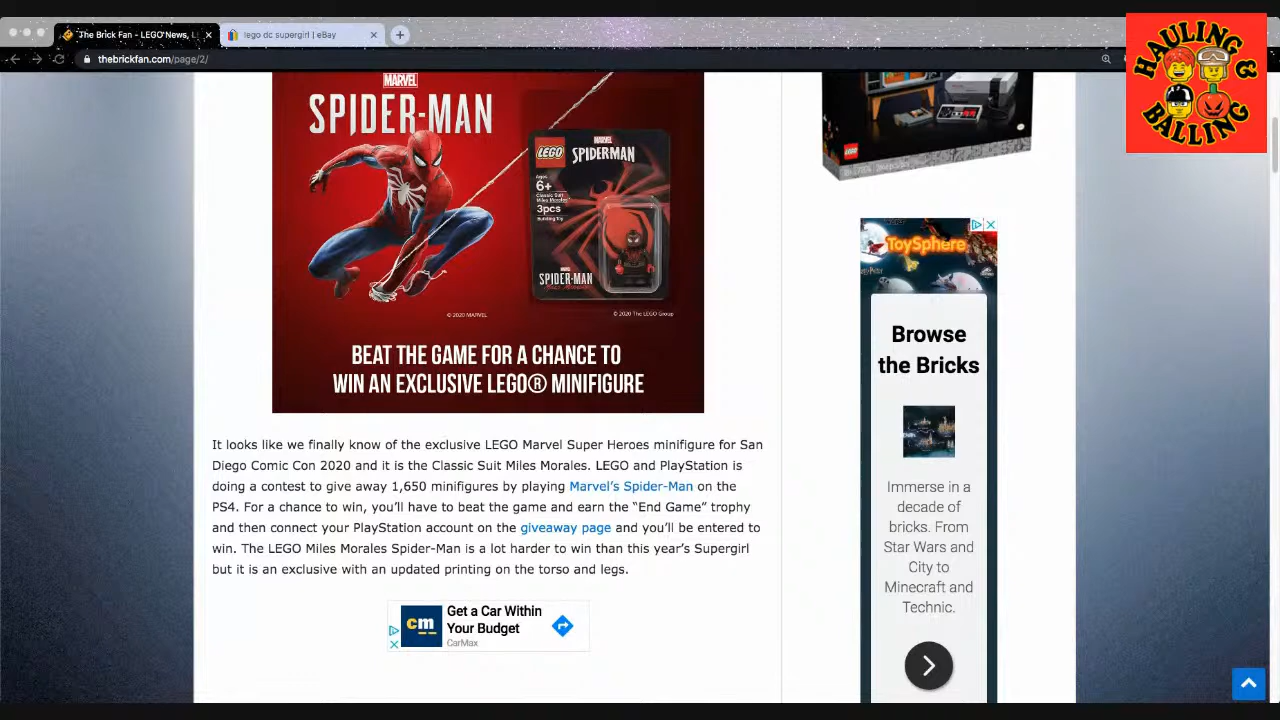 The Brick Fan - LEGO News, L
lego dc supergirl | eBay
thebrickfan.com/page/2/
HAULING &
BALLING
MARVEL
SPIDER-MAN
LEGO
MARVEL
SPIDERMAN
Ages
6+
Classic Suit
Miles Morales
3pcs
Building Toy
MARVEL
SPIDER-MAN
Miles Morales
© 2020 MARVEL
© 2020 The LEGO Group
BEAT THE GAME FOR A CHANCE TO
WIN AN EXCLUSIVE LEGO® MINIFIGURE
It looks like we finally know of the exclusive LEGO Marvel Super Heroes minifigure for San
Diego Comic Con 2020 and it is the Classic Suit Miles Morales. LEGO and PlayStation is
doing a contest to give away 1,650 minifigures by playing Marvel's Spider-Man on the
PS4. For a chance to win, you'll have to beat the game and earn the "End Game" trophy
and then connect your PlayStation account on the giveaway page and you'll be entered to
win. The LEGO Miles Morales Spider-Man is a lot harder to win than this year's Supergirl
but it is an exclusive with an updated printing on the torso and legs.
cm
Get a Car Within
Your Budget
CarMax
LEGO
ToySphere
Browse
the Bricks
Immerse in a
decade of
bricks. From
Star Wars and
City to
Minecraft and
Technic.